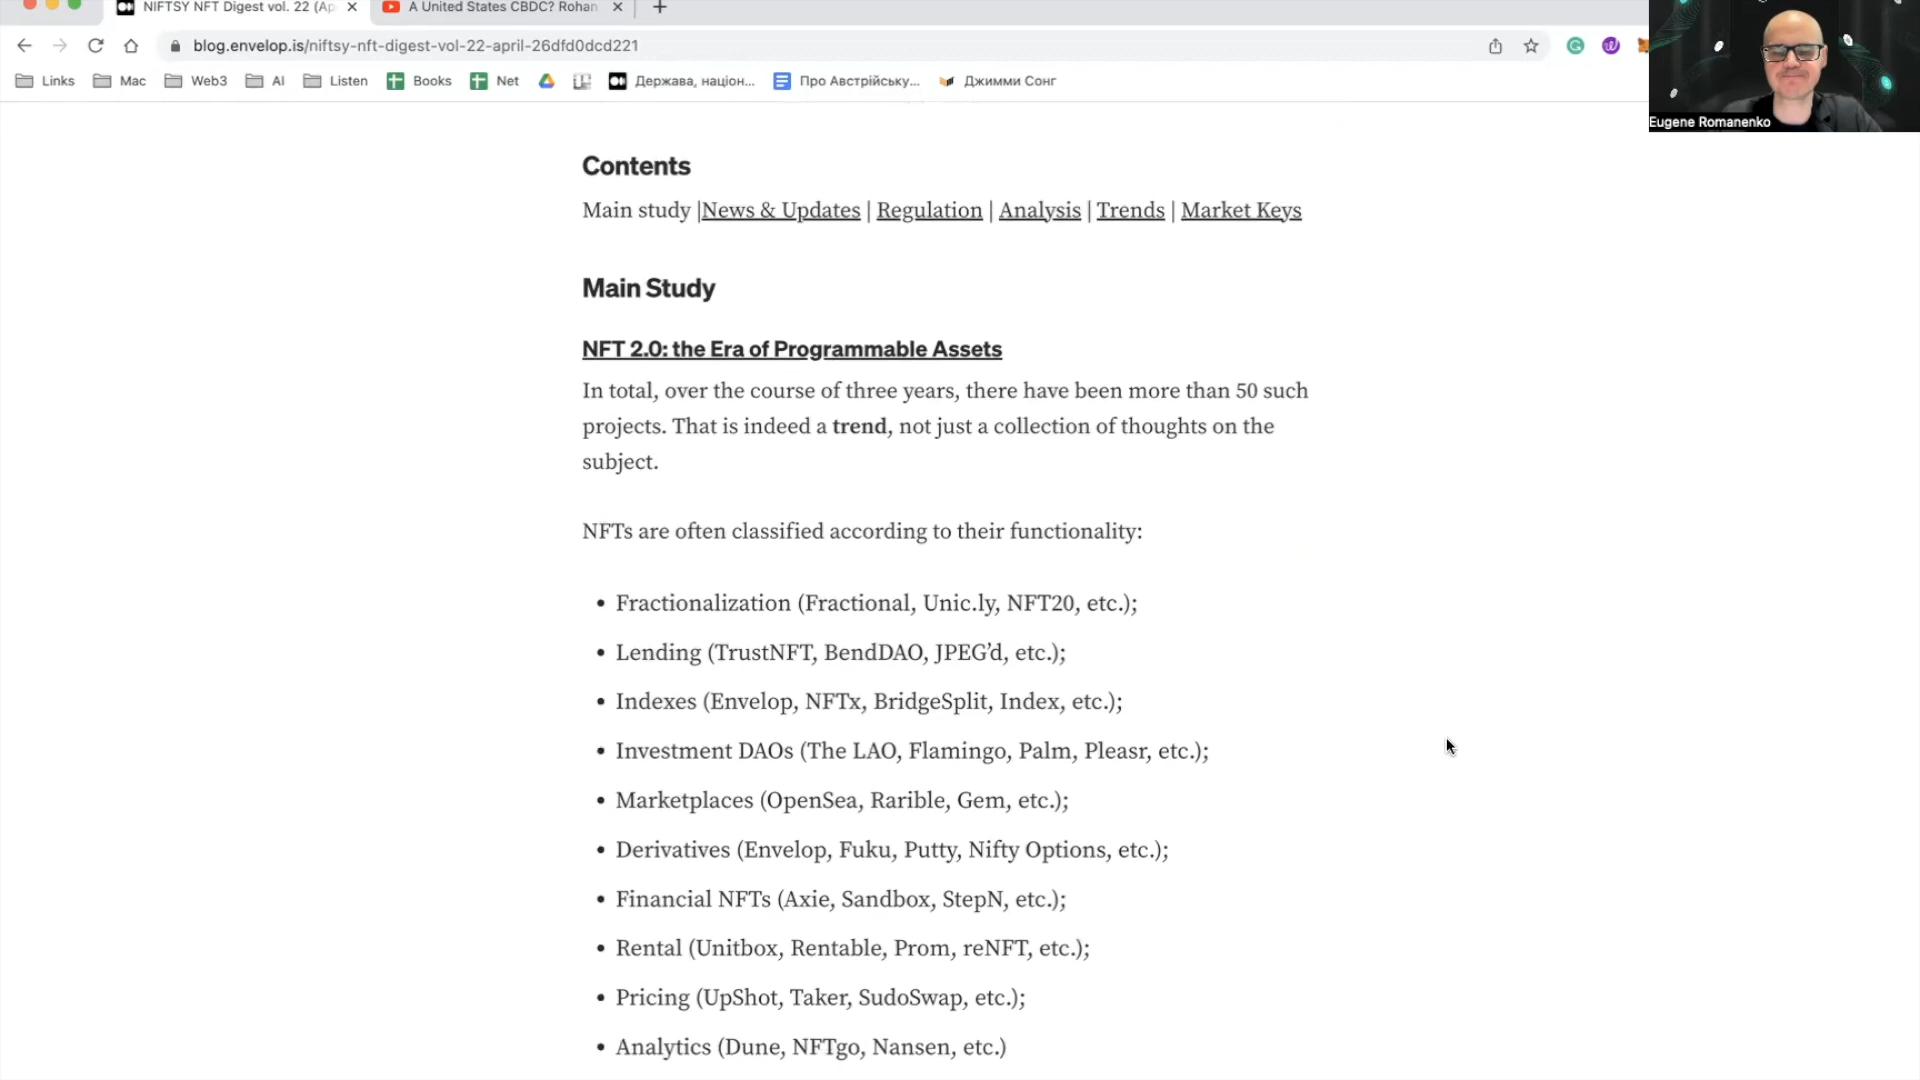 NIFTSY NFT Digest vol. 22 (Ap
A United States CBDC? Rohan
blog.envelop.is/niftsy-nft-digest-vol-22-april-26dfd0dcd221
Links Mac Web3 AI Listen Books Net Держава, націон... Про Австрійську... Джимми Сонг
Eugene Romanenko
Contents
Main study |News & Updates | Regulation | Analysis | Trends | Market Keys
Main Study
NFT 2.0: the Era of Programmable Assets
In total, over the course of three years, there have been more than 50 such
projects. That is indeed a trend, not just a collection of thoughts on the
subject.
NFTs are often classified according to their functionality:
• Fractionalization (Fractional, Unic.ly, NFT20, etc.);
• Lending (TrustNFT, BendDAO, JPEG’d, etc.);
• Indexes (Envelop, NFTx, BridgeSplit, Index, etc.);
• Investment DAOs (The LAO, Flamingo, Palm, Pleasr, etc.);
• Marketplaces (OpenSea, Rarible, Gem, etc.);
• Derivatives (Envelop, Fuku, Putty, Nifty Options, etc.);
• Financial NFTs (Axie, Sandbox, StepN, etc.);
• Rental (Unitbox, Rentable, Prom, reNFT, etc.);
• Pricing (UpShot, Taker, SudoSwap, etc.);
• Analytics (Dune, NFTgo, Nansen, etc.)